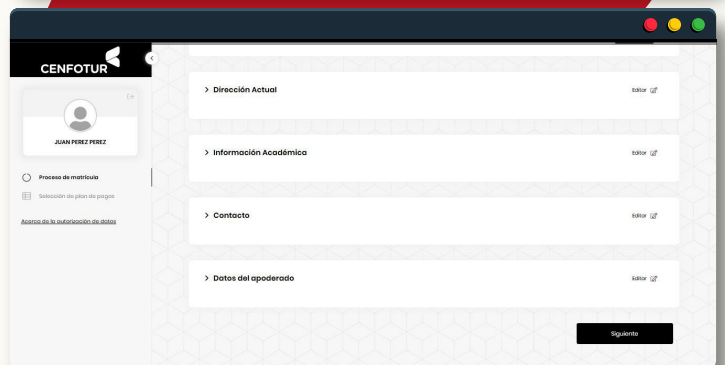 CENFOTUR
JUAN PEREZ PEREZ
Proceso de matrícula
Selección de plan de pagos
Acerca de la autorización de datos
Dirección Actual
Editar
Información Académica
Editar
Contacto
Editar
Datos del apoderado
Editar
Siguiente